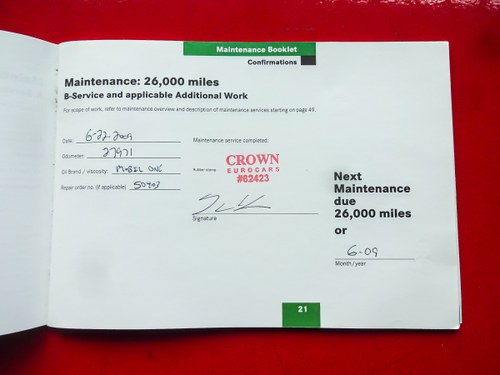 Maintenance Booklet
Confirmations
Maintenance: 26,000 miles
B-Service and applicable Additional Work
For scope of work, refer to maintenance overview and description of maintenance services starting on page 49.
Date: 6-22-2009
Odometer: 27971
Oil Brand / viscosity: MOBIL ONE
Repair order no. (if applicable)
Maintenance service completed:
Rubber stamp
CROWN
EUROCARS
#62423
Signature
Next
Maintenance
due
26,000 miles
or
6-09
Month/year
21